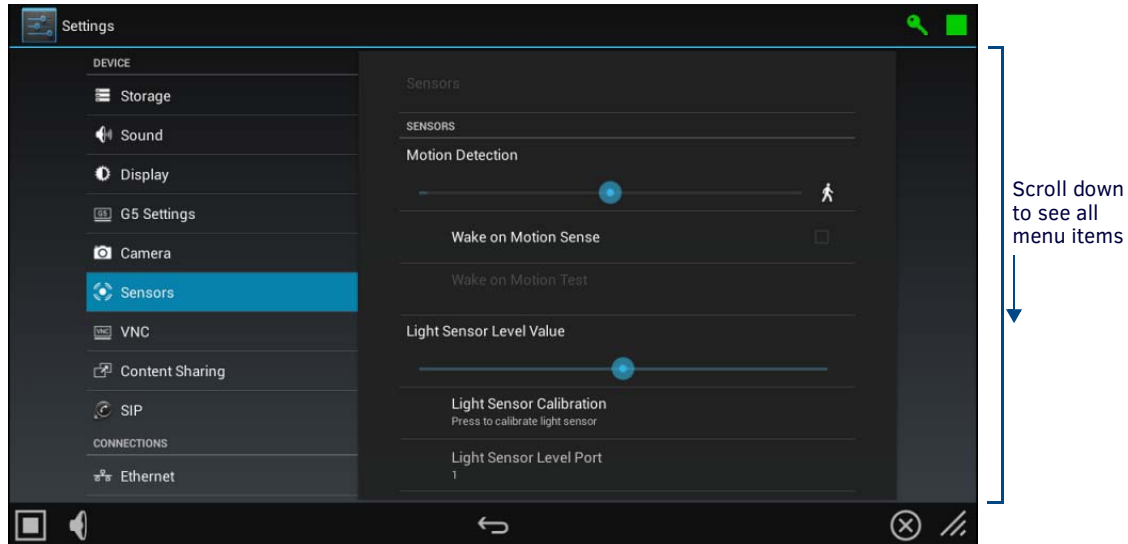 Settings
DEVICE
Storage
Sound
Display
G5 G5 Settings
Camera
Sensors
VNC VNC
Content Sharing
SIP
CONNECTIONS
Ethernet
Sensors
SENSORS
Motion Detection
Wake on Motion Sense
Wake on Motion Test
Light Sensor Level Value
Light Sensor Calibration
Press to calibrate light sensor
Light Sensor Level Port
1
Scroll down
to see all
menu items